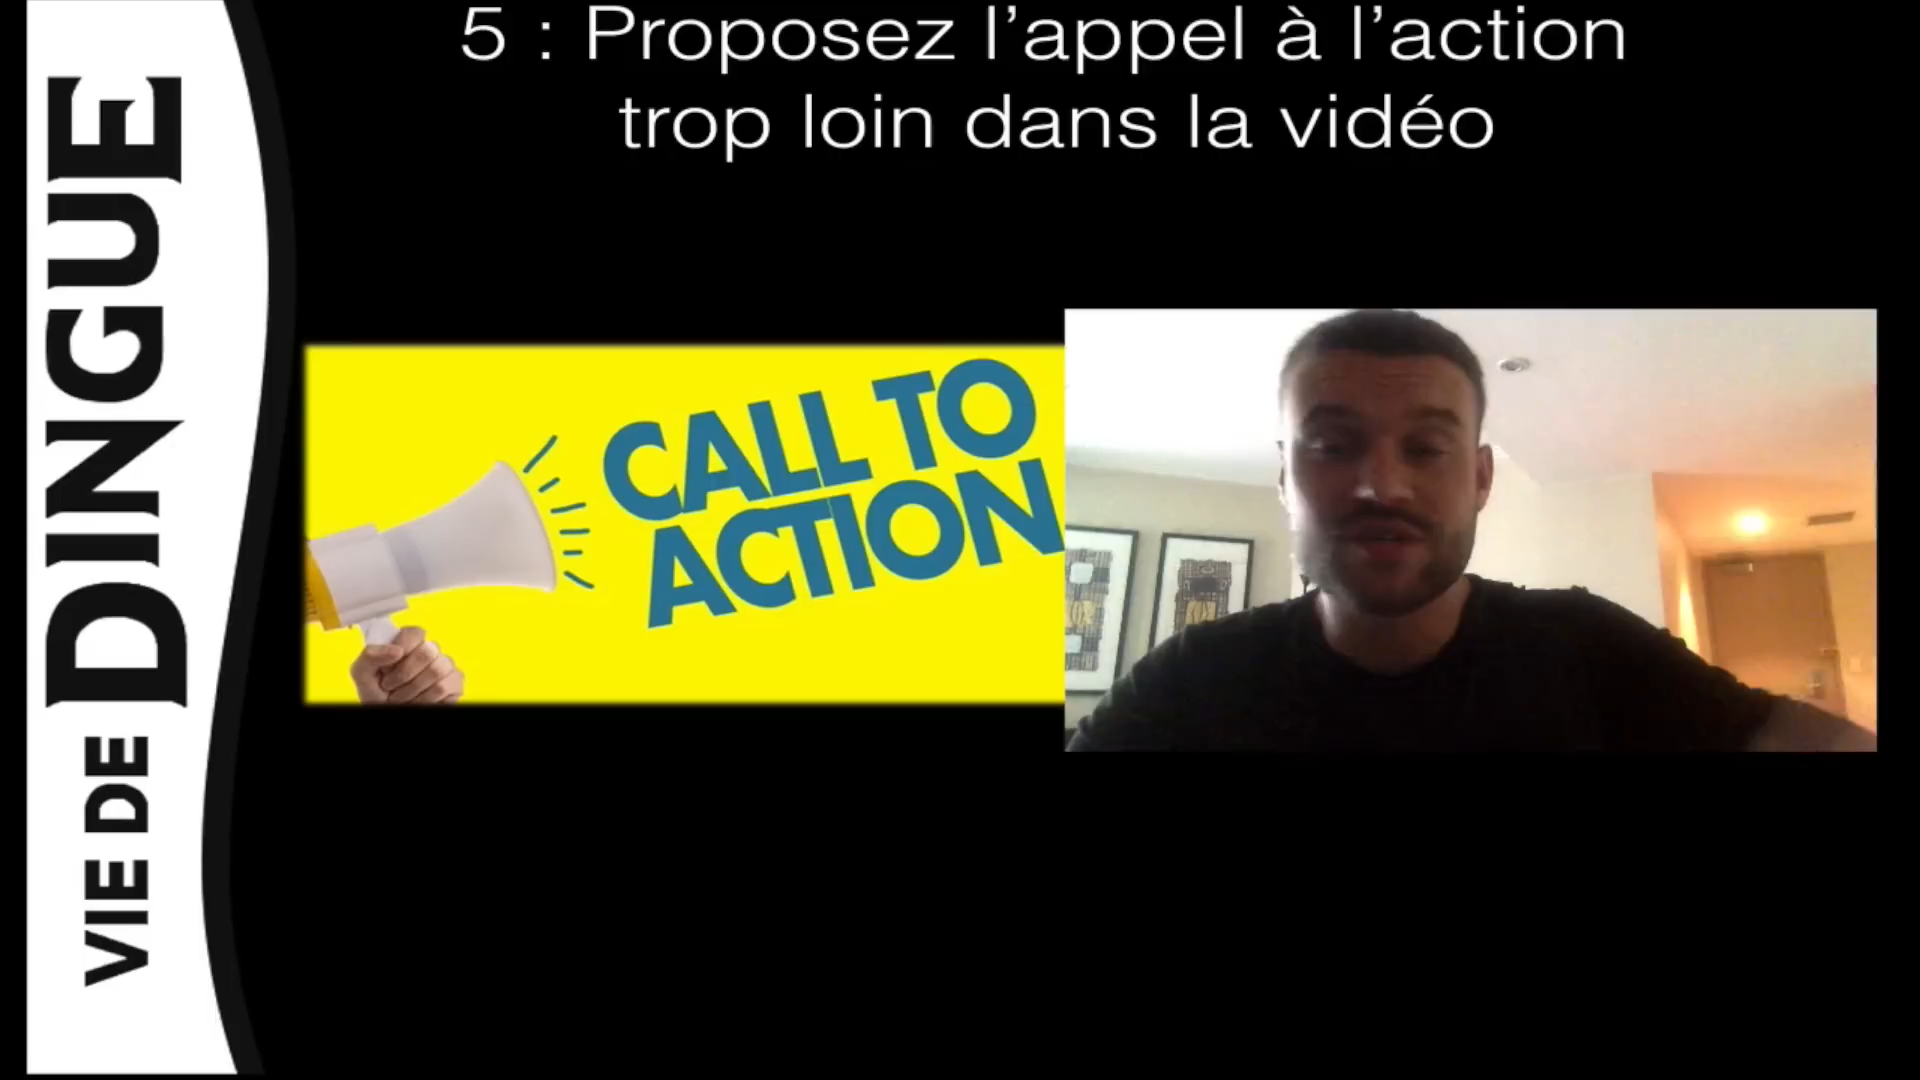 5 : Proposez l’appel à l’action
trop loin dans la vidéo
VIE DE DINGUE
CALL TO
ACTION